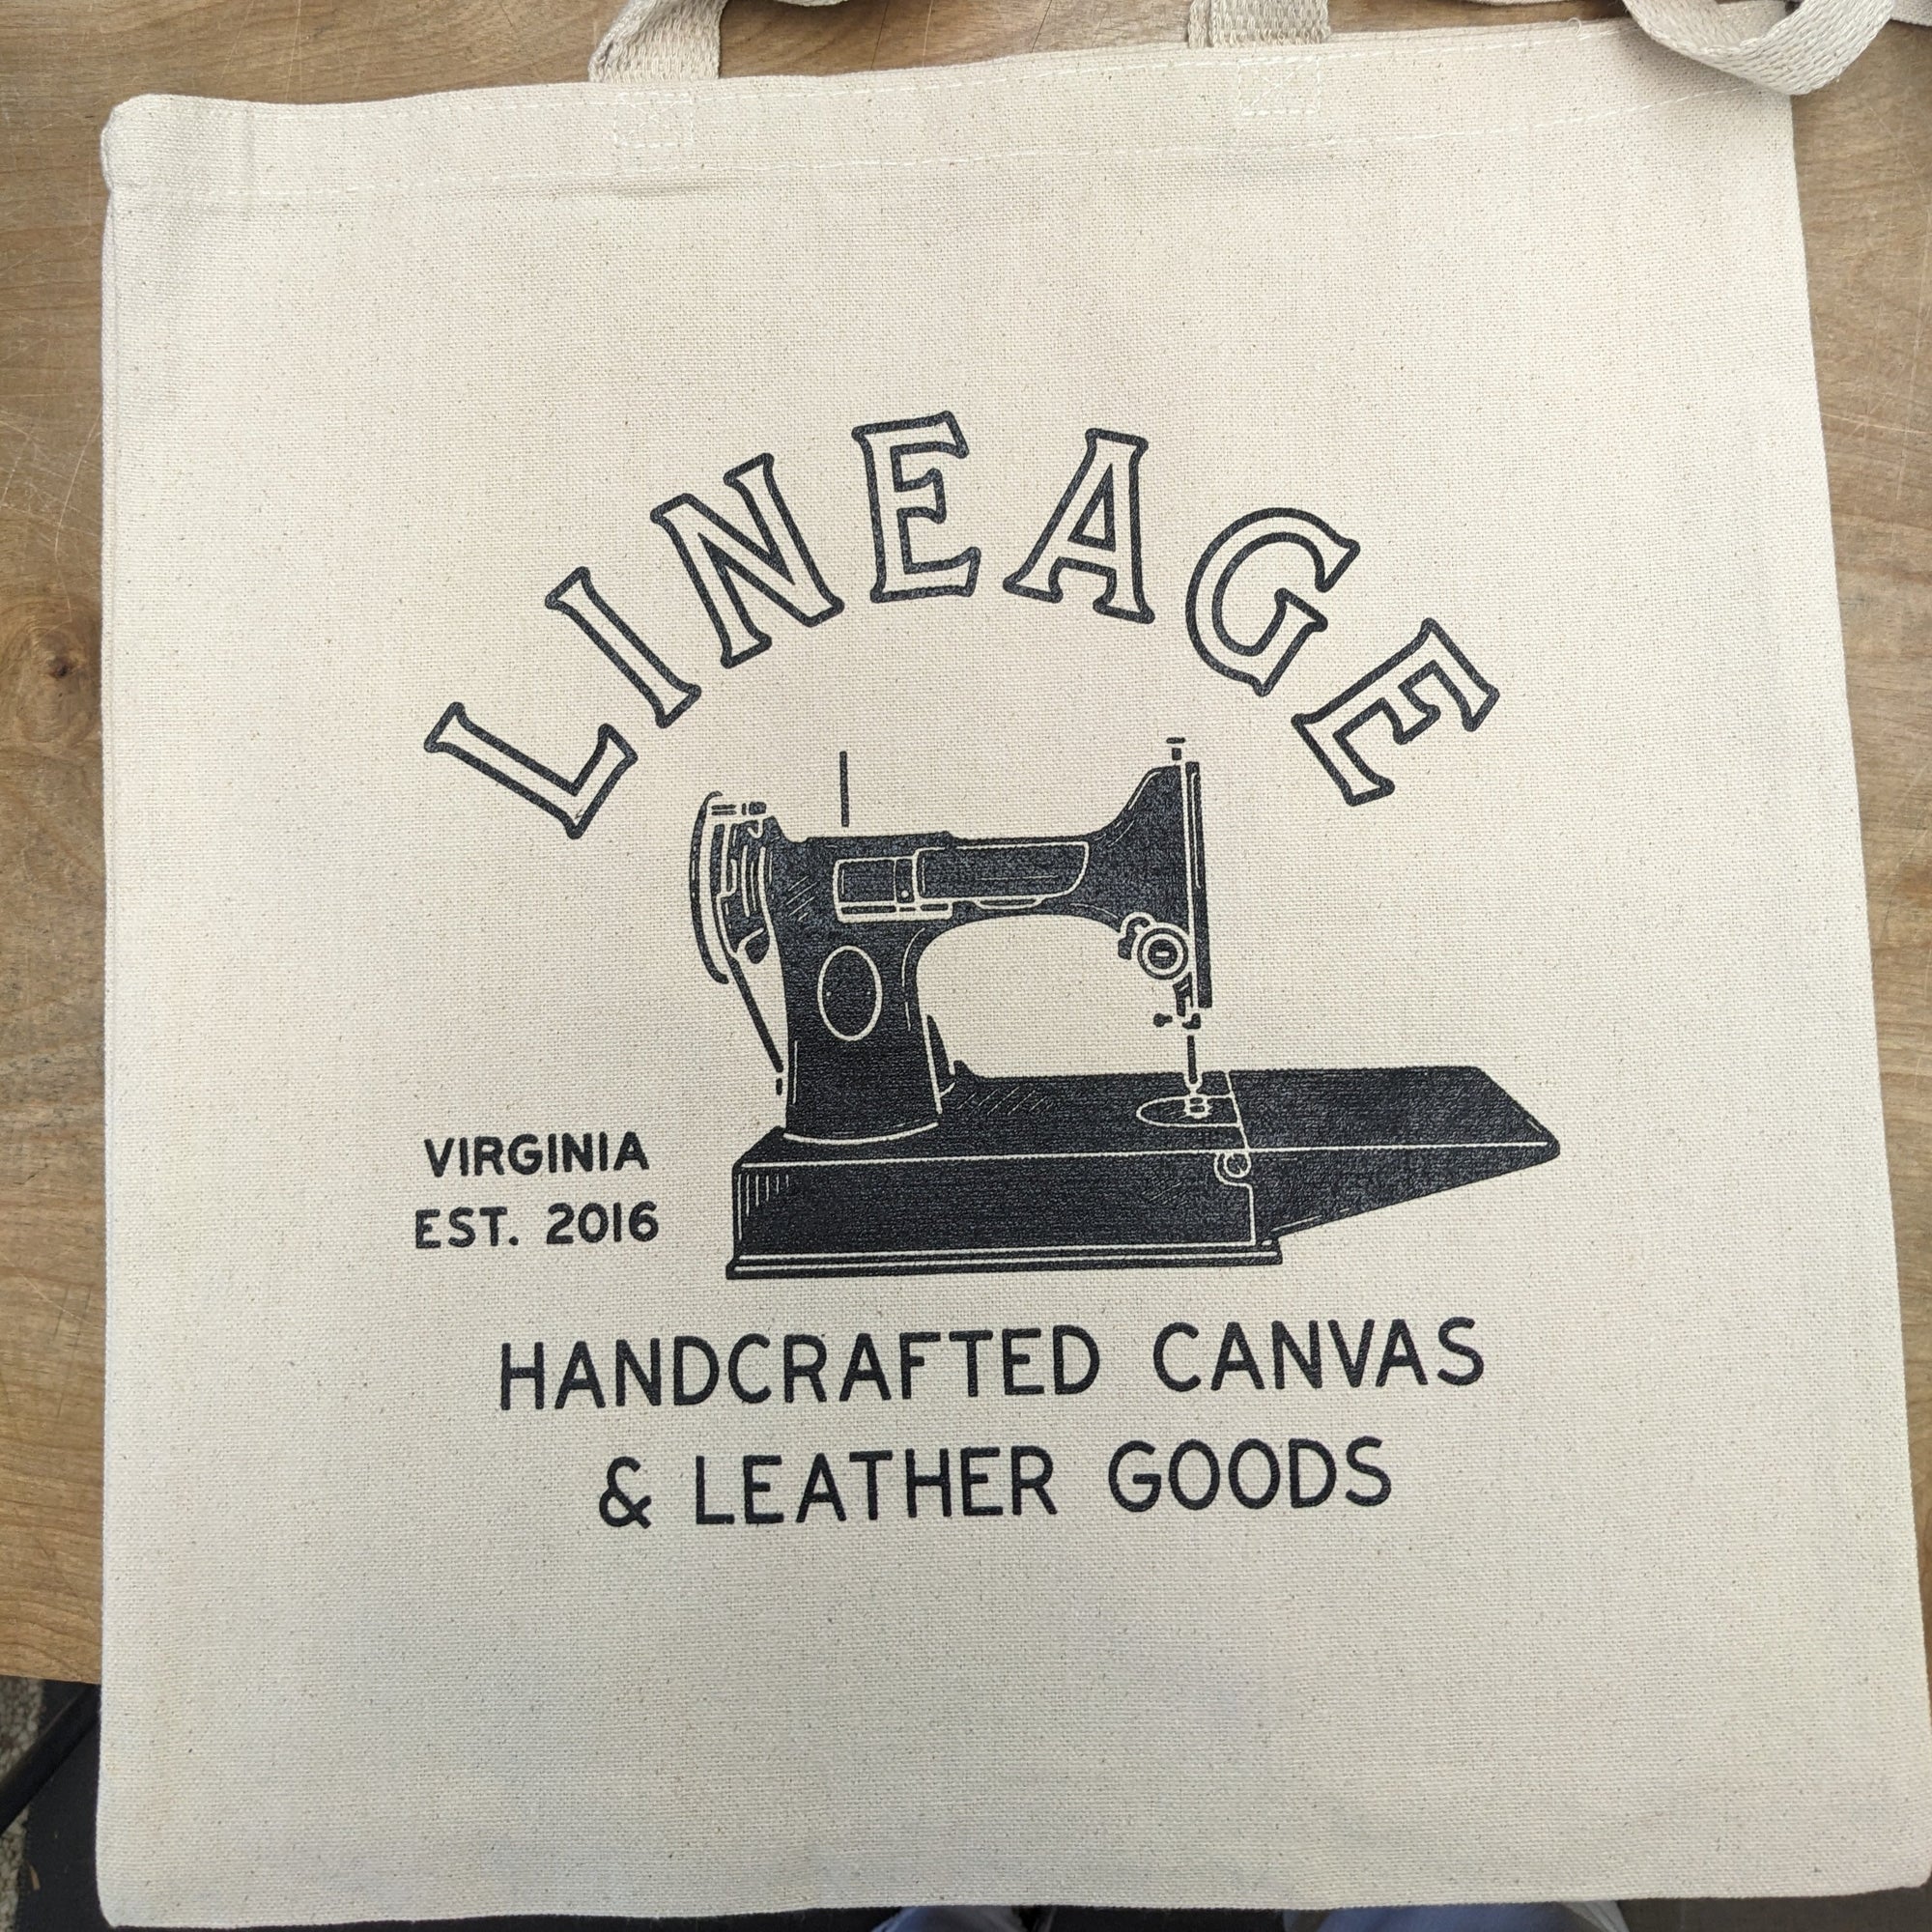 LINEAGE
VIRGINIA
EST. 2016
HANDCRAFTED CANVAS
& LEATHER GOODS